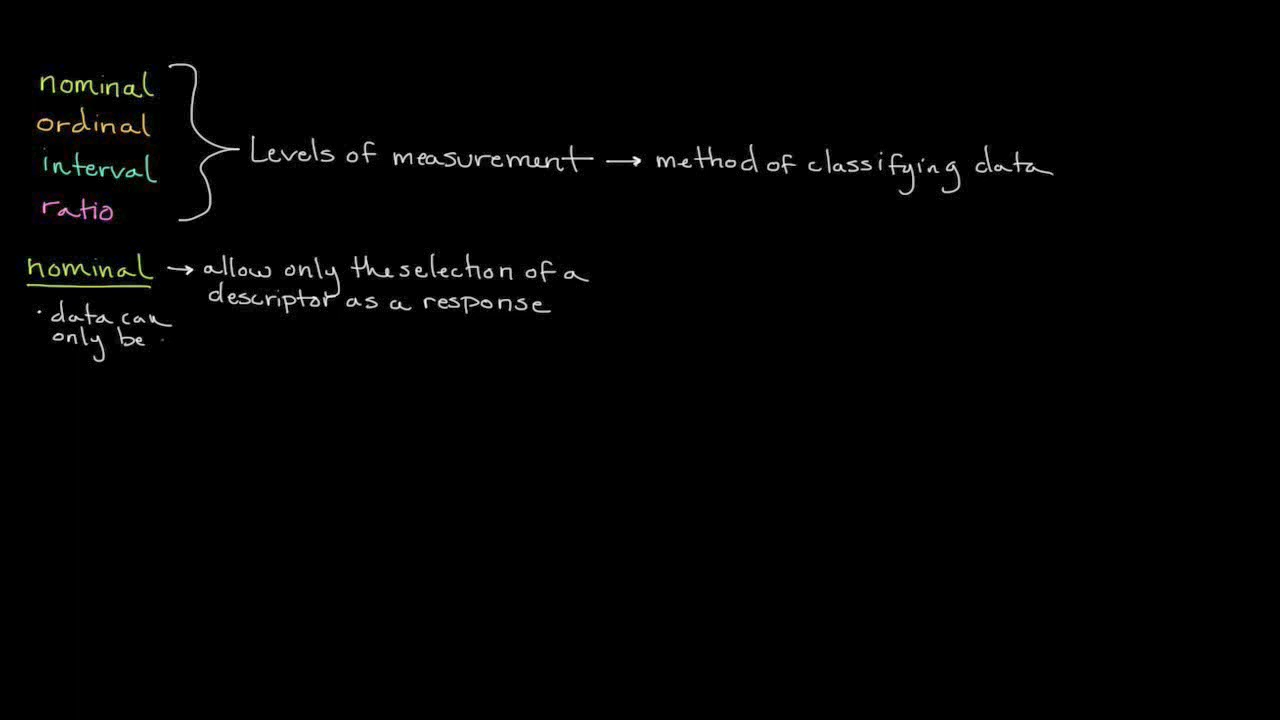 nominal
ordinal
interval
ratio
Levels of measurement → method of classifying data
nominal → allow only the selection of a
descriptor as a response
· data can
only be